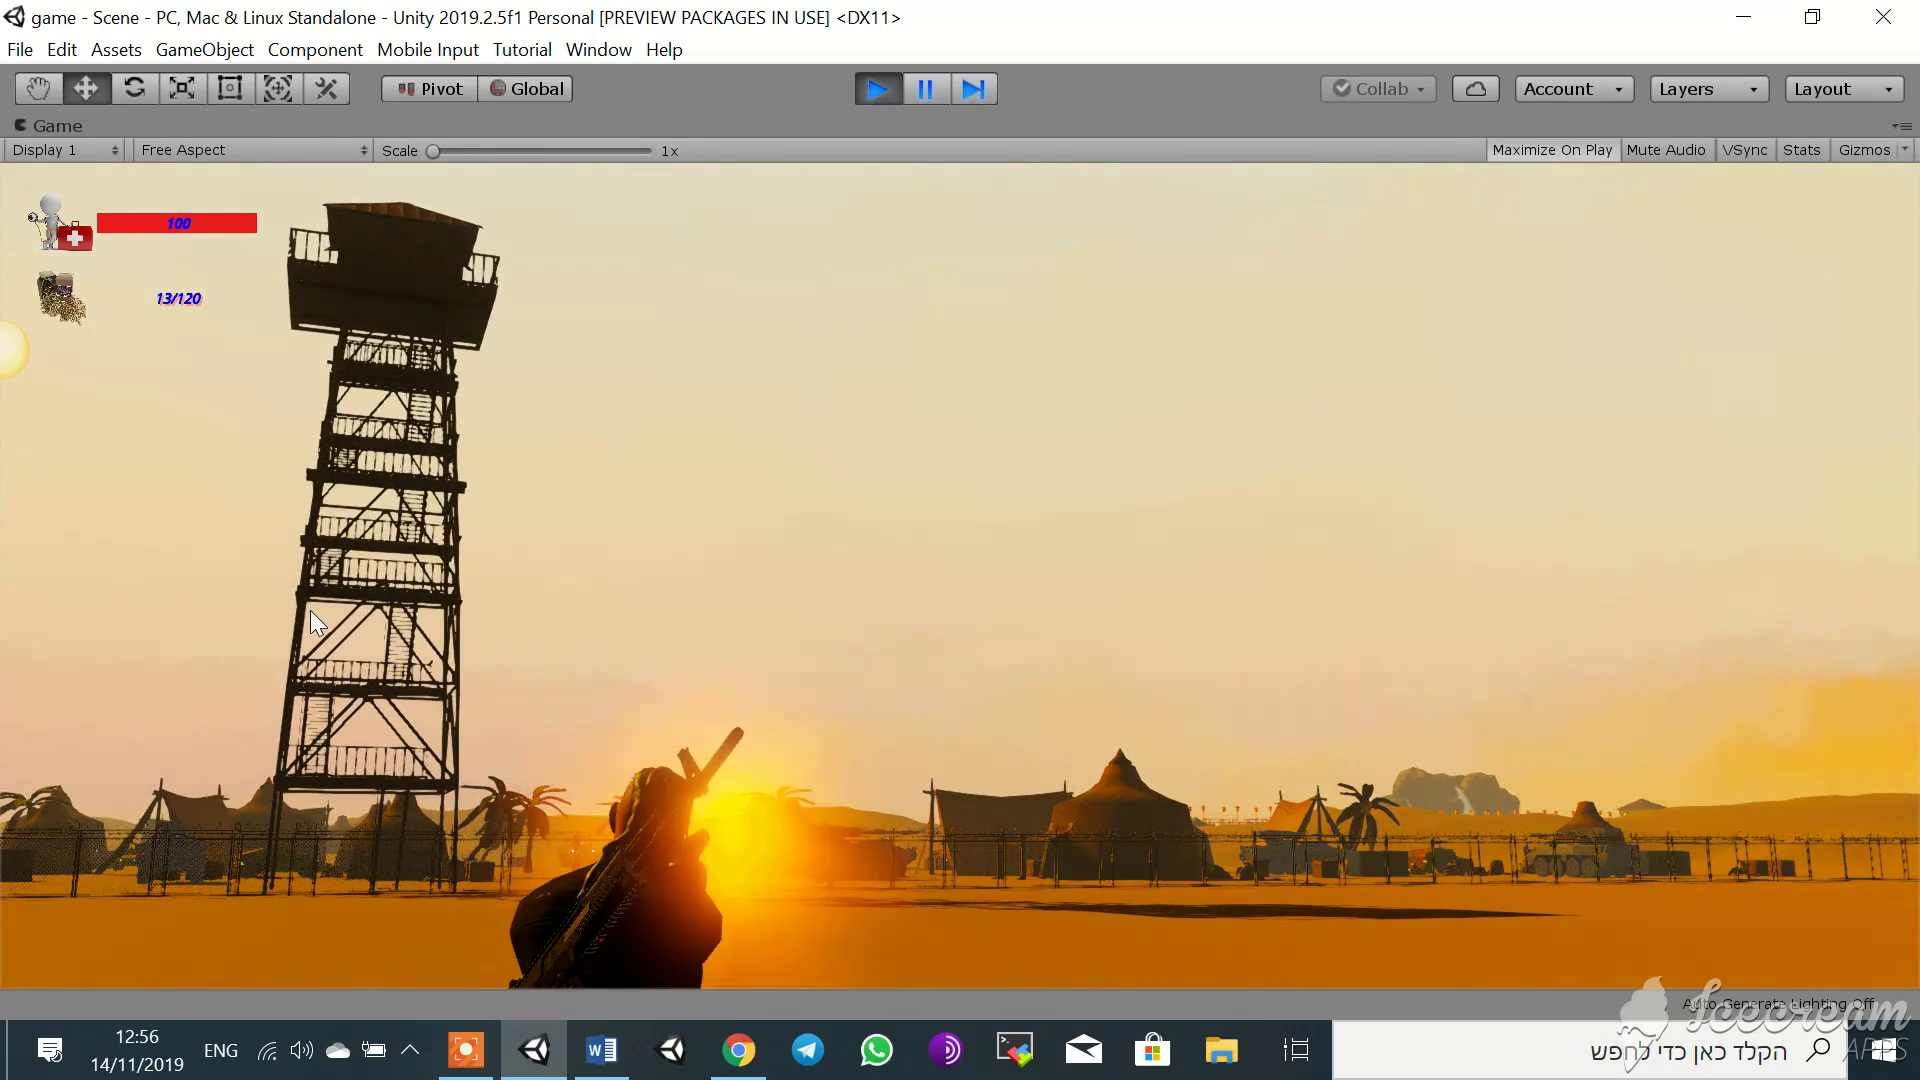 game - Scene - PC, Mac & Linux Standalone - Unity 2019.2.5f1 Personal [PREVIEW PACKAGES IN USE] <DX11>
File Edit Assets GameObject Component Mobile Input Tutorial Window Help
Pivot Global Collab Account Layers Layout
Game
Display 1 Free Aspect Scale 1x Maximize On Play Mute Audio VSync Stats Gizmos
100
13/120
Auto Generate Lighting Off
Icecream
APPS
12:56
14/11/2019
ENG
הקלד כאן כדי לחפש